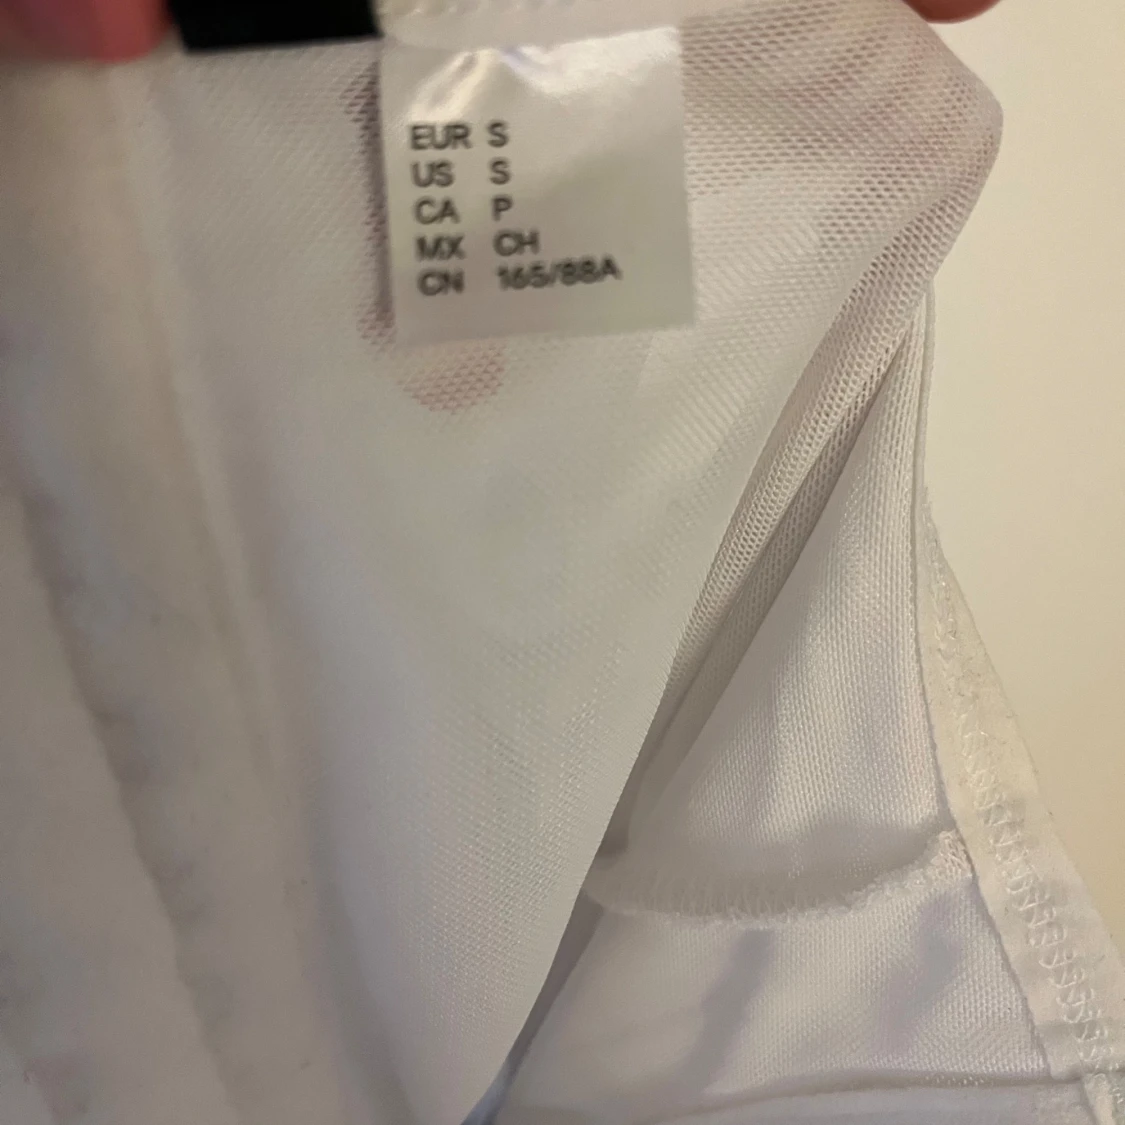 EUR S
US S
CA P
MX CH
CN 165/88A